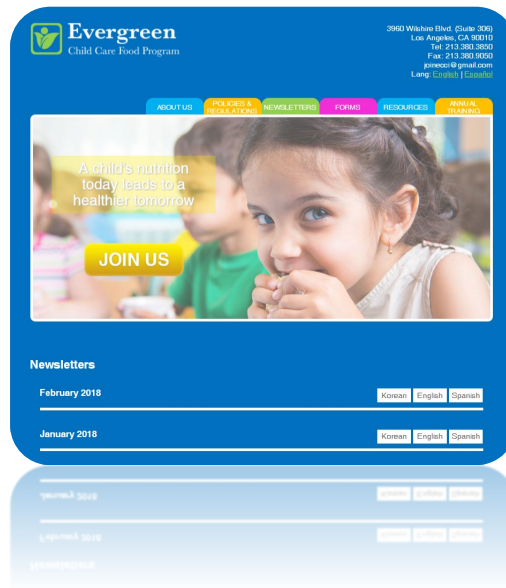 Evergreen
Child Care Food Program
3960 Wilshire Blvd. (Suite 306)
Los Angeles, CA 90010
Tel: 213.380.3850
Fax: 213.380.9050
joinecci@gmail.com
Lang: English | Español
ABOUT US
POLICIES &
REGULATIONS
NEWSLETTERS
FORMS
RESOURCES
ANNUAL
TRAINING
A child's nutrition
today leads to a
healthier tomorrow
JOIN US
Newsletters
February 2018
Korean English Spanish
January 2018
Korean English Spanish